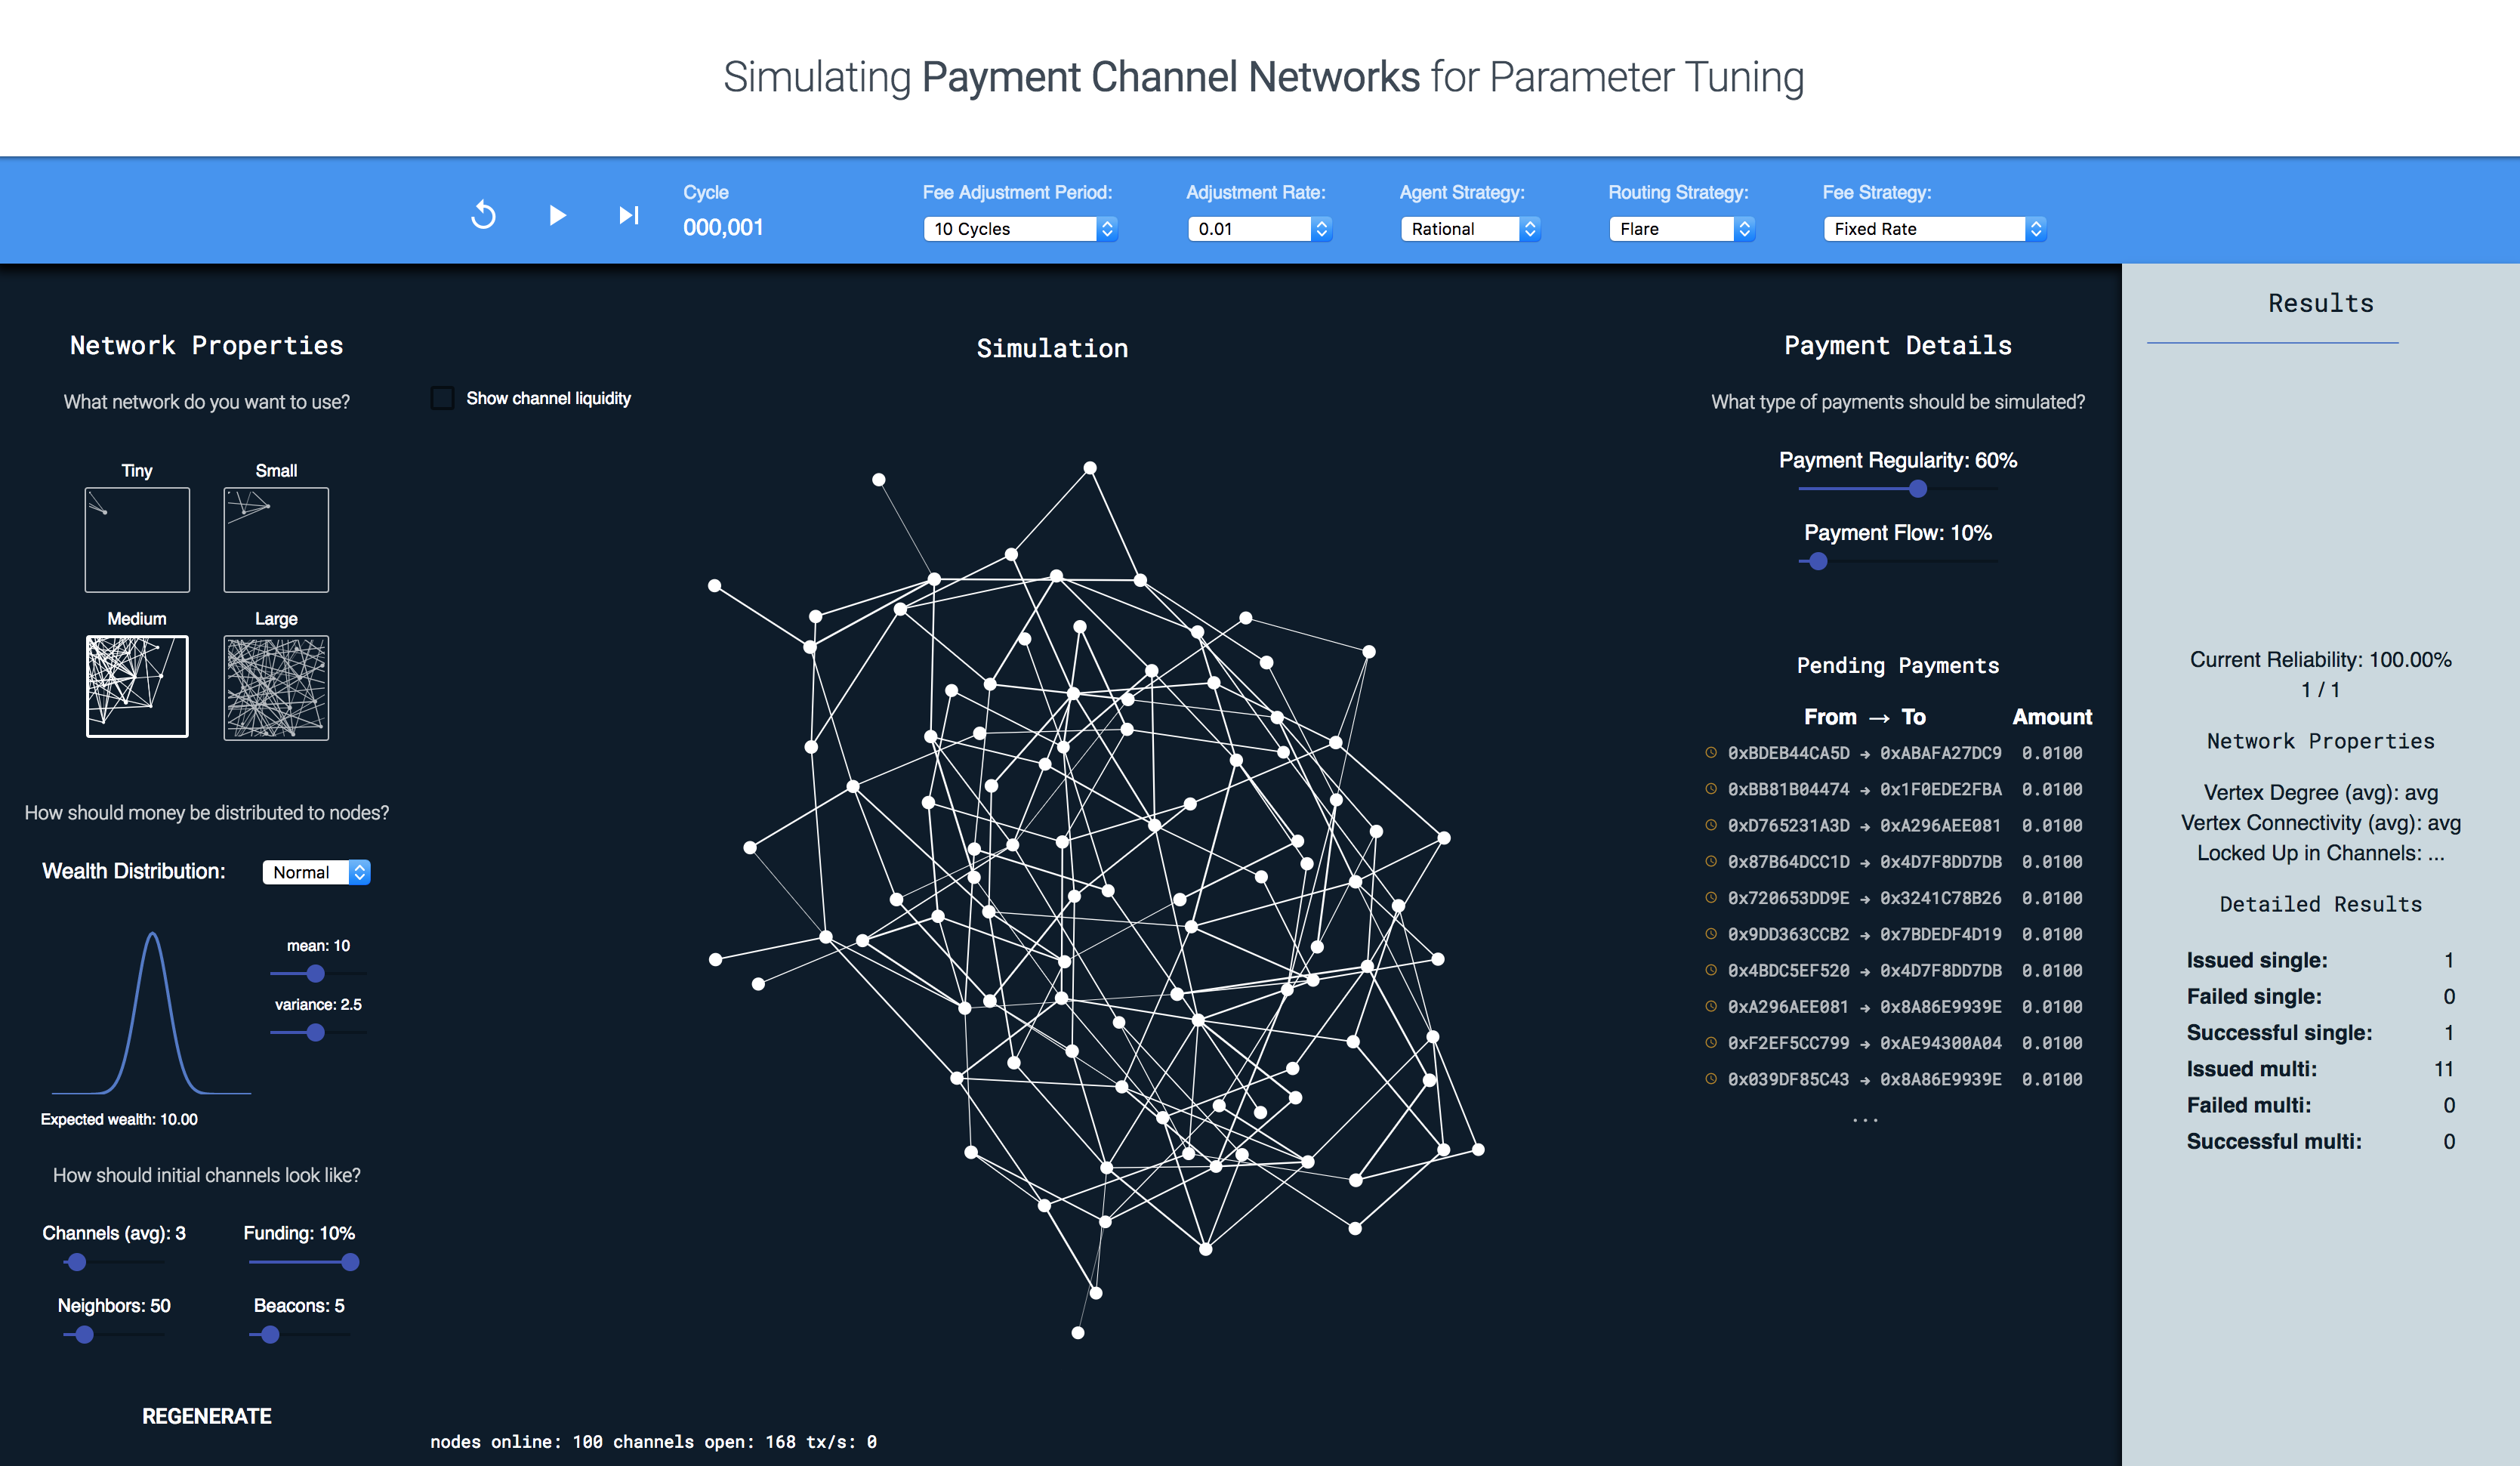 Simulating Payment Channel Networks for Parameter Tuning
Cycle
000,001
Fee Adjustment Period:
10 Cycles
Adjustment Rate:
0.01
Agent Strategy:
Rational
Routing Strategy:
Flare
Fee Strategy:
Fixed Rate
Network Properties
What network do you want to use?
Tiny
Small
Medium
Large
How should money be distributed to nodes?
Wealth Distribution:
Normal
mean: 10
variance: 2.5
Expected wealth: 10.00
How should initial channels look like?
Channels (avg): 3
Funding: 10%
Neighbors: 50
Beacons: 5
REGENERATE
Simulation
Show channel liquidity
nodes online: 100 channels open: 168 tx/s: 0
Payment Details
What type of payments should be simulated?
Payment Regularity: 60%
Payment Flow: 10%
Pending Payments
From → To Amount
0xBDEB44CA5D → 0xABAFA27DC9 0.0100
0xBB81B04474 → 0x1F0EDE2FBA 0.0100
0xD765231A3D → 0xA296AEE081 0.0100
0x87B64DCC1D → 0x4D7F8DD7DB 0.0100
0x720653DD9E → 0x3241C78B26 0.0100
0x9DD363CCB2 → 0x7BDEDF4D19 0.0100
0x4BDC5EF520 → 0x4D7F8DD7DB 0.0100
0xA296AEE081 → 0x8A86E9939E 0.0100
0xF2EF5CC799 → 0xAE94300A04 0.0100
0x039DF85C43 → 0x8A86E9939E 0.0100
...
Results
Current Reliability: 100.00%
1 / 1
Network Properties
Vertex Degree (avg): avg
Vertex Connectivity (avg): avg
Locked Up in Channels: ...
Detailed Results
Issued single: 1
Failed single: 0
Successful single: 1
Issued multi: 11
Failed multi: 0
Successful multi: 0